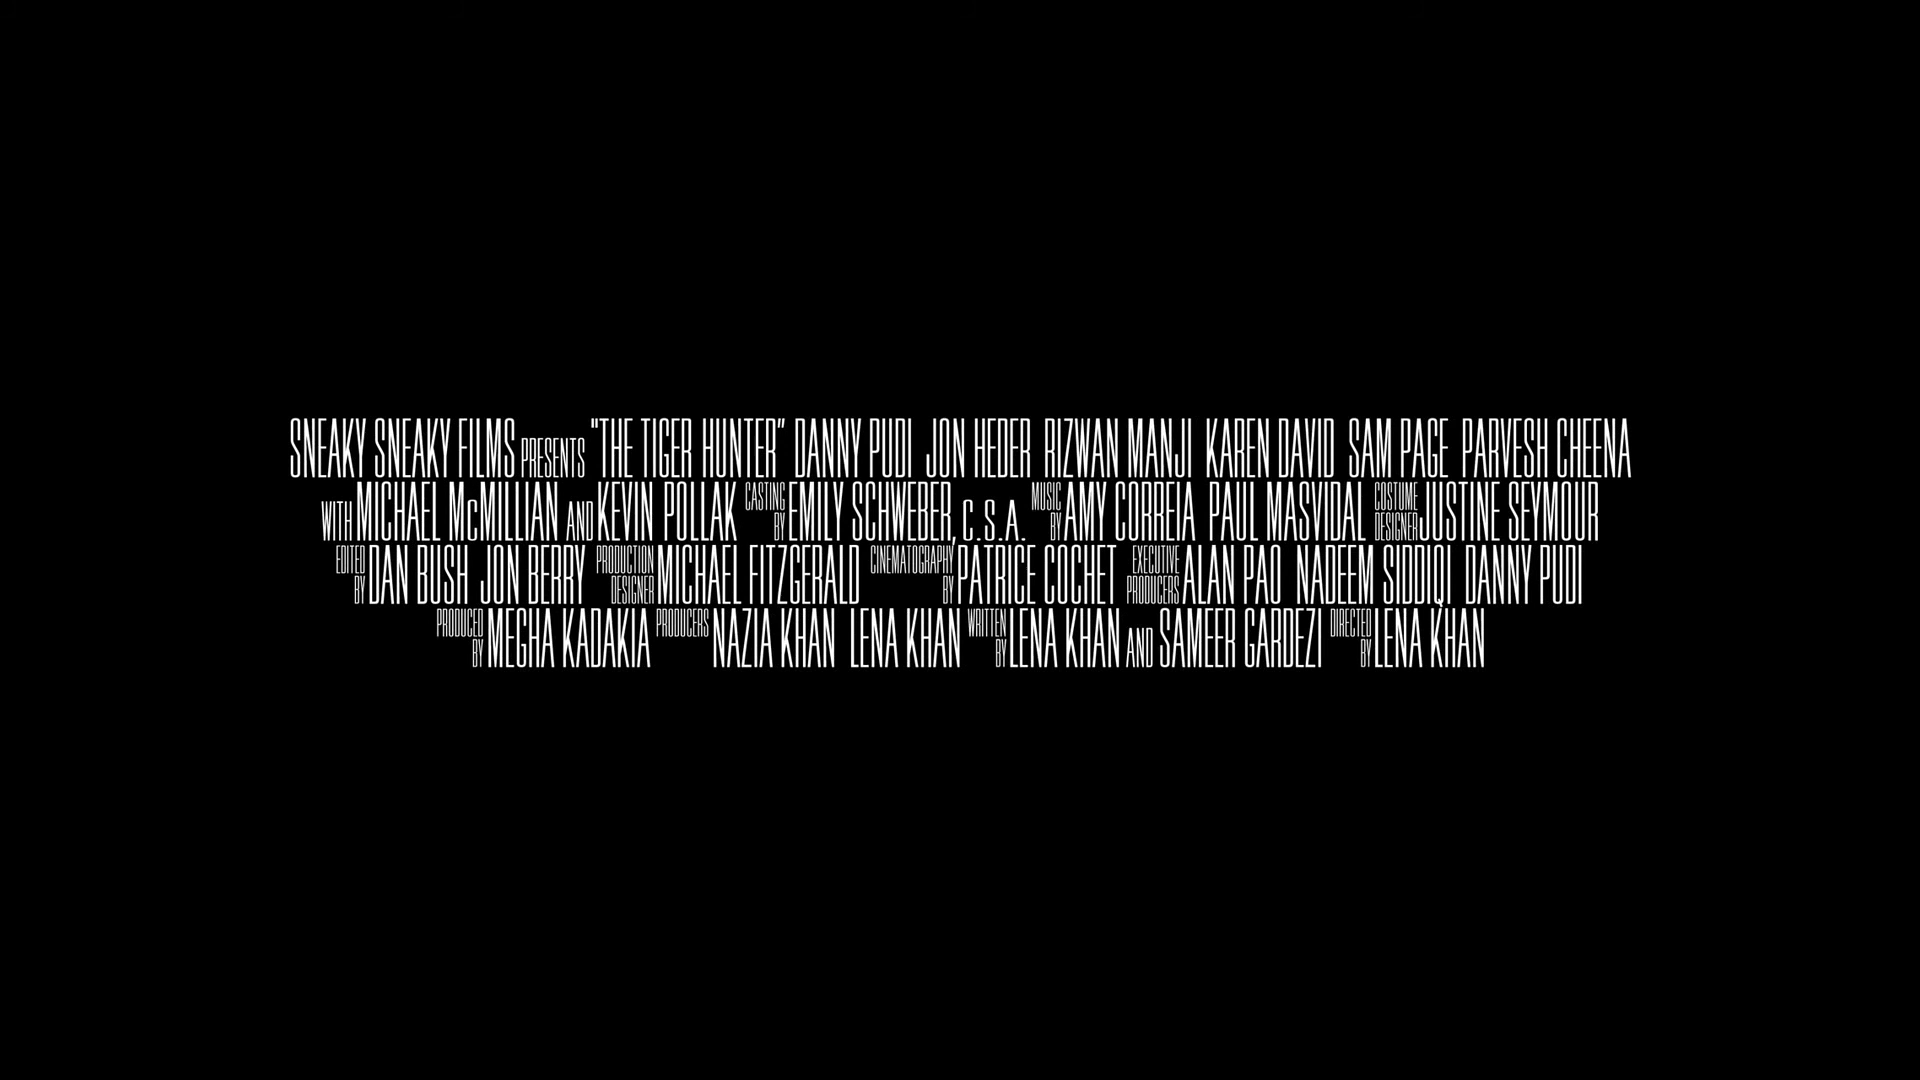 SNEAKY SNEAKY FILMS PRESENTS "THE TIGER HUNTER" DANNY PUDI JON HEDER RIZWAN MANJI KAREN DAVID SAM PAGE PARVESH CHEENA
WITH MICHAEL McMILLIAN AND KEVIN POLLAK CASTING BY EMILY SCHWEBER, C.S.A. MUSIC BY AMY CORREIA PAUL MASVIDAL COSTUME DESIGNER JUSTINE SEYMOUR
EDITED BY DAN BUSH JON BERRY PRODUCTION DESIGNER MICHAEL FITZGERALD CINEMATOGRAPHY BY PATRICE COCHET EXECUTIVE PRODUCERS ALAN PAO NADEEM SIDDIQI DANNY PUDI
PRODUCED BY MEGHA KADAKIA PRODUCERS NAZIA KHAN LENA KHAN WRITTEN BY LENA KHAN AND SAMEER GARDEZI DIRECTED BY LENA KHAN